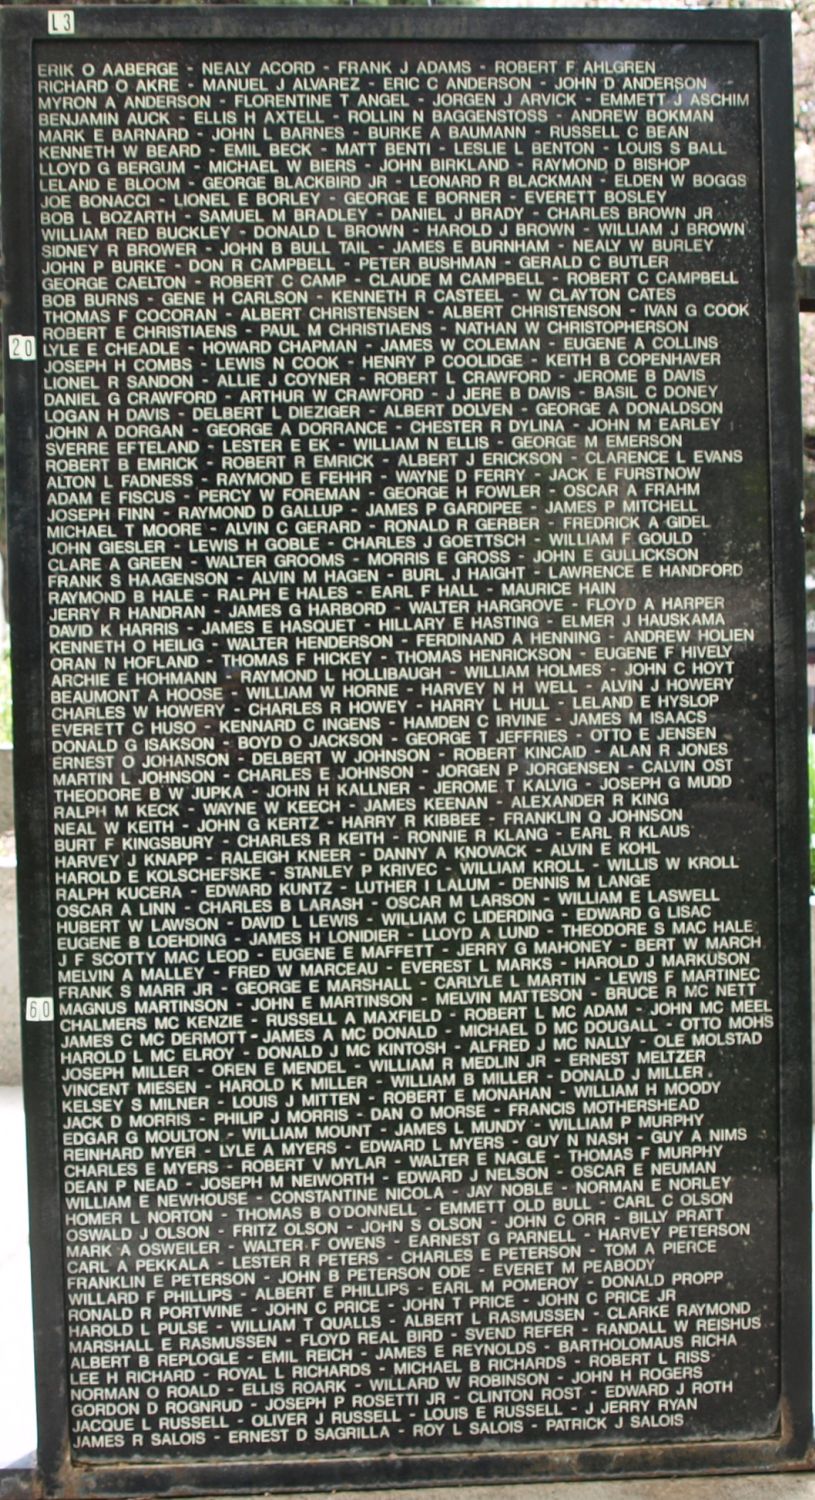 L3
ERIK O AABERGE - NEALY ACORD - FRANK J ADAMS - ROBERT F AHLGREN
RICHARD O AKRE - MANUEL J ALVAREZ - ERIC C ANDERSON - JOHN D ANDERSON
MYRON A ANDERSON - FLORENTINE T ANGEL - JORGEN J ARVICK - EMMETT J ASCHIM
BENJAMIN AUCK - ELLIS H AXTELL - ROLLIN N BAGGENSTOSS - ANDREW BOKMAN
MARK E BARNARD - JOHN L BARNES - BURKE A BAUMANN - RUSSELL C BEAN
KENNETH W BEARD - EMIL BECK - MATT BENTI - LESLIE L BENTON - LOUIS S BALL
LLOYD G BERGUM - MICHAEL W BIERS - JOHN BIRKLAND - RAYMOND D BISHOP
LELAND E BLOOM - GEORGE BLACKBIRD JR - LEONARD R BLACKMAN - ELDEN W BOGGS
JOE BONACCI - LIONEL E BORLEY - GEORGE E BORNER - EVERETT BOSLEY
BOB L BOZARTH - SAMUEL M BRADLEY - DANIEL J BRADY - CHARLES BROWN JR
WILLIAM RED BUCKLEY - DONALD L BROWN - HAROLD J BROWN - WILLIAM J BROWN
SIDNEY R BROWER - JOHN B BULL TAIL - JAMES E BURNHAM - NEALY W BURLEY
JOHN P BURKE - DON R CAMPBELL - PETER BUSHMAN - GERALD C BUTLER
GEORGE CAELTON - ROBERT C CAMP - CLAUDE M CAMPBELL - ROBERT C CAMPBELL
BOB BURNS - GENE H CARLSON - KENNETH R CASTEEL - W CLAYTON CATES
THOMAS F COCORAN - ALBERT CHRISTENSEN - ALBERT CHRISTENSON - IVAN G COOK
ROBERT E CHRISTIAENS - PAUL M CHRISTIAENS - NATHAN W CHRISTOPHERSON
20 LYLE E CHEADLE - HOWARD CHAPMAN - JAMES W COLEMAN - EUGENE A COLLINS
JOSEPH H COMBS - LEWIS N COOK - HENRY P COOLIDGE - KEITH B COPENHAVER
LIONEL R SANDON - ALLIE J COYNER - ROBERT L CRAWFORD - JEROME B DAVIS
DANIEL G CRAWFORD - ARTHUR W CRAWFORD - J JERE B DAVIS - BASIL C DONEY
LOGAN H DAVIS - DELBERT L DIEZIGER - ALBERT DOLVEN - GEORGE A DONALDSON
JOHN A DORGAN - GEORGE A DORRANCE - CHESTER R DYLINA - JOHN M EARLEY
SVERRE EFTELAND - LESTER E EK - WILLIAM N ELLIS - GEORGE M EMERSON
ROBERT B EMRICK - ROBERT R EMRICK - ALBERT J ERICKSON - CLARENCE L EVANS
ALTON L FADNESS - RAYMOND E FEHHR - WAYNE D FERRY - JACK E FURSTNOW
ADAM E FISCUS - PERCY W FOREMAN - GEORGE H FOWLER - OSCAR A FRAHM
JOSEPH FINN - RAYMOND D GALLUP - JAMES P GARDIPEE - JAMES P MITCHELL
MICHAEL T MOORE - ALVIN C GERARD - RONALD R GERBER - FREDRICK A GIDEL
JOHN GIESLER - LEWIS H GOBLE - CHARLES J GOETTSCH - WILLIAM F GOULD
CLARE A GREEN - WALTER GROOMS - MORRIS E GROSS - JOHN E GULLICKSON
FRANK S HAAGENSON - ALVIN M HAGEN - BURL J HAIGHT - LAWRENCE E HANDFORD
RAYMOND B HALE - RALPH E HALES - EARL F HALL - MAURICE HAIN
JERRY R HANDRAN - JAMES G HARBORD - WALTER HARGROVE - FLOYD A HARPER
DAVID K HARRIS - JAMES E HASQUET - HILLARY E HASTING - ELMER J HAUSKAMA
KENNETH O HEILIG - WALTER HENDERSON - FERDINAND A HENNING - ANDREW HOLIEN
ORAN N HOFLAND - THOMAS F HICKEY - THOMAS HENRICKSON - EUGENE F HIVELY
ARCHIE E HOHMANN - RAYMOND L HOLLIBAUGH - WILLIAM HOLMES - JOHN C HOYT
BEAUMONT A HOOSE - WILLIAM W HORNE - HARVEY N H WELL - ALVIN J HOWERY
CHARLES W HOWERY - CHARLES R HOWEY - HARRY L HULL - LELAND E HYSLOP
EVERETT C HUSO - KENNARD C INGENS - HAMDEN C IRVINE - JAMES M ISAACS
DONALD G ISAKSON - BOYD O JACKSON - GEORGE T JEFFRIES - OTTO E JENSEN
ERNEST O JOHANSON - DELBERT W JOHNSON - ROBERT KINCAID - ALAN R JONES
MARTIN L JOHNSON - CHARLES E JOHNSON - JORGEN P JORGENSEN - CALVIN OST
THEODORE B W JUPKA - JOHN H KALLNER - JEROME T KALVIG - JOSEPH G MUDD
RALPH M KECK - WAYNE W KEECH - JAMES KEENAN - ALEXANDER R KING
NEAL W KEITH - JOHN G KERTZ - HARRY R KIBBEE - FRANKLIN Q JOHNSON
BURT F KINGSBURY - CHARLES R KEITH - RONNIE R KLANG - EARL R KLAUS
HARVEY J KNAPP - RALEIGH KNEER - DANNY A KNOVACK - ALVIN E KOHL
HAROLD E KOLSCHEFSKE - STANLEY P KRIVEC - WILLIAM KROLL - WILLIS W KROLL
RALPH KUCERA - EDWARD KUNTZ - LUTHER I LALUM - DENNIS M LANGE
OSCAR A LINN - CHARLES B LARASH - OSCAR M LARSON - WILLIAM E LASWELL
HUBERT W LAWSON - DAVID L LEWIS - WILLIAM C LIDERDING - EDWARD G LISAC
EUGENE B LOEHDING - JAMES H LONIDIER - LLOYD A LUND - THEODORE S MAC HALE
J F SCOTTY MAC LEOD - EUGENE E MAFFETT - JERRY G MAHONEY - BERT W MARCH
MELVIN A MALLEY - FRED W MARCEAU - EVEREST L MARKS - HAROLD J MARKUSON
FRANK S MARR JR - GEORGE E MARSHALL - CARLYLE L MARTIN - LEWIS F MARTINEC
60 MAGNUS MARTINSON - JOHN E MARTINSON - MELVIN MATTESON - BRUCE R MC NETT
CHALMERS MC KENZIE - RUSSELL A MAXFIELD - ROBERT L MC ADAM - JOHN MC MEEL
JAMES C MC DERMOTT - JAMES A MC DONALD - MICHAEL D MC DOUGALL - OTTO MOHS
HAROLD L MC ELROY - DONALD J MC KINTOSH - ALFRED J MC NALLY - OLE MOLSTAD
JOSEPH MILLER - OREN E MENDEL - WILLIAM R MEDLIN JR - ERNEST MELTZER
VINCENT MIESEN - HAROLD K MILLER - WILLIAM B MILLER - DONALD J MILLER
KELSEY S MILNER - LOUIS J MITTEN - ROBERT E MONAHAN - WILLIAM H MOODY
JACK D MORRIS - PHILIP J MORRIS - DAN O MORSE - FRANCIS MOTHERSHEAD
EDGAR G MOULTON - WILLIAM MOUNT - JAMES L MUNDY - WILLIAM P MURPHY
REINHARD MYER - LYLE A MYERS - EDWARD L MYERS - GUY N NASH - GUY A NIMS
CHARLES E MYERS - ROBERT V MYLAR - WALTER E NAGLE - THOMAS F MURPHY
DEAN P NEAD - JOSEPH M NEIWORTH - EDWARD J NELSON - OSCAR E NEUMAN
WILLIAM E NEWHOUSE - CONSTANTINE NICOLA - JAY NOBLE - NORMAN E NORLEY
HOMER L NORTON - THOMAS B O'DONNELL - EMMETT OLD BULL - CARL C OLSON
OSWALD J OLSON - FRITZ OLSON - JOHN S OLSON - JOHN C ORR - BILLY PRATT
MARK A OSWEILER - WALTER F OWENS - EARNEST G PARNELL - HARVEY PETERSON
CARL A PEKKALA - LESTER R PETERS - CHARLES E PETERSON - TOM A PIERCE
FRANKLIN E PETERSON - JOHN B PETERSON ODE - EVERET M PEABODY
WILLARD F PHILLIPS - ALBERT E PHILLIPS - EARL M POMEROY - DONALD PROPP
RONALD R PORTWINE - JOHN C PRICE - JOHN T PRICE - JOHN C PRICE JR
HAROLD L PULSE - WILLIAM T QUALLS - ALBERT L RASMUSSEN - CLARKE RAYMOND
MARSHALL E RASMUSSEN - FLOYD REAL BIRD - SVEND REFER - RANDALL W REISHUS
ALBERT B REPLOGLE - EMIL REICH - JAMES E REYNOLDS - BARTHOLOMAUS RICHA
LEE H RICHARD - ROYAL L RICHARDS - MICHAEL B RICHARDS - ROBERT L RISS
NORMAN O ROALD - ELLIS ROARK - WILLARD W ROBINSON - JOHN H ROGERS
GORDON D ROGNRUD - JOSEPH P ROSETTI JR - CLINTON ROST - EDWARD J ROTH
JACQUE L RUSSELL - OLIVER J RUSSELL - LOUIS E RUSSELL - J JERRY RYAN
JAMES R SALOIS - ERNEST D SAGRILLA - ROY L SALOIS - PATRICK J SALOIS